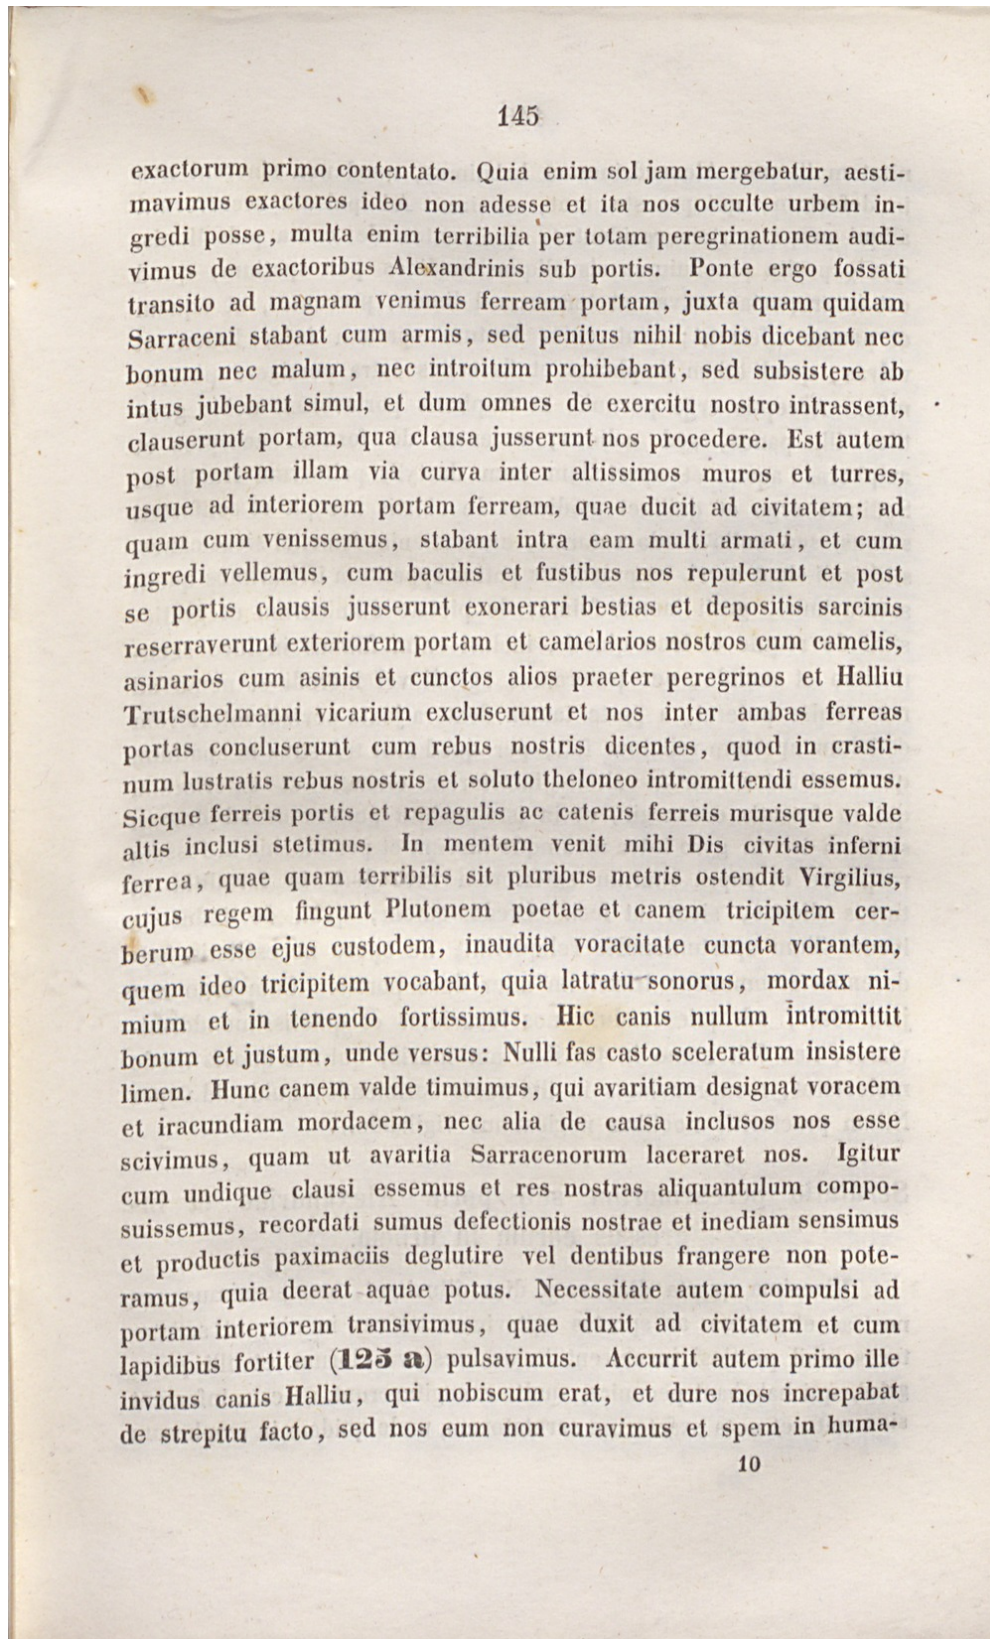 145
exactorum primo contentato. Quia enim sol jam mergebatur, aesti-
mavimus exactores ideo non adesse et ita nos occulte urbem in-
gredi posse, multa enim terribilia per totam peregrinationem audi-
vimus de exactoribus Alexandrinis sub portis. Ponte ergo fossati
transito ad magnam venimus ferream portam, juxta quam quidam
Sarraceni stabant cum armis, sed penitus nihil nobis dicebant nec
bonum nec malum, nec introitum prohibebant, sed subsistere ab
intus jubebant simul, et dum omnes de exercitu nostro intrassent,
clauserunt portam, qua clausa jusserunt nos procedere. Est autem
post portam illam via curva inter altissimos muros et turres,
usque ad interiorem portam ferream, quae ducit ad civitatem; ad
quam cum venissemus, stabant intra eam multi armati, et cum
ingredi vellemus, cum baculis et fustibus nos repulerunt et post
se portis clausis jusserunt exonerari bestias et depositis sarcinis
reserraverunt exteriorem portam et camelarios nostros cum camelis,
asinarios cum asinis et cunctos alios praeter peregrinos et Halliu
Trutschelmanni vicarium excluserunt et nos inter ambas ferreas
portas concluserunt cum rebus nostris dicentes, quod in crasti-
num lustratis rebus nostris et soluto theloneo intromittendi essemus.
Sicque ferreis portis et repagulis ac catenis ferreis murisque valde
altis inclusi stetimus. In mentem venit mihi Dis civitas inferni
ferrea, quae quam terribilis sit pluribus metris ostendit Virgilius,
cujus regem fingunt Plutonem poetae et canem tricipitem cer-
berum esse ejus custodem, inaudita voracitate cuncta vorantem,
quem ideo tricipitem vocabant, quia latratu sonorus, mordax ni-
mium et in tenendo fortissimus. Hic canis nullum intromittit
bonum et justum, unde versus: Nulli fas casto sceleratum insistere
limen. Hunc canem valde timuimus, qui avaritiam designat voracem
et iracundiam mordacem, nec alia de causa inclusos nos esse
scivimus, quam ut avaritia Sarracenorum laceraret nos. Igitur
cum undique clausi essemus et res nostras aliquantulum compo-
suissemus, recordati sumus defectionis nostrae et inediam sensimus
et productis paximaciis deglutire vel dentibus frangere non pote-
ramus, quia deerat aquae potus. Necessitate autem compulsi ad
portam interiorem transivimus, quae duxit ad civitatem et cum
lapidibus fortiter (125 a) pulsavimus. Accurrit autem primo ille
invidus canis Halliu, qui nobiscum erat, et dure nos increpabat
de strepitu facto, sed nos eum non curavimus et spem in huma-
10